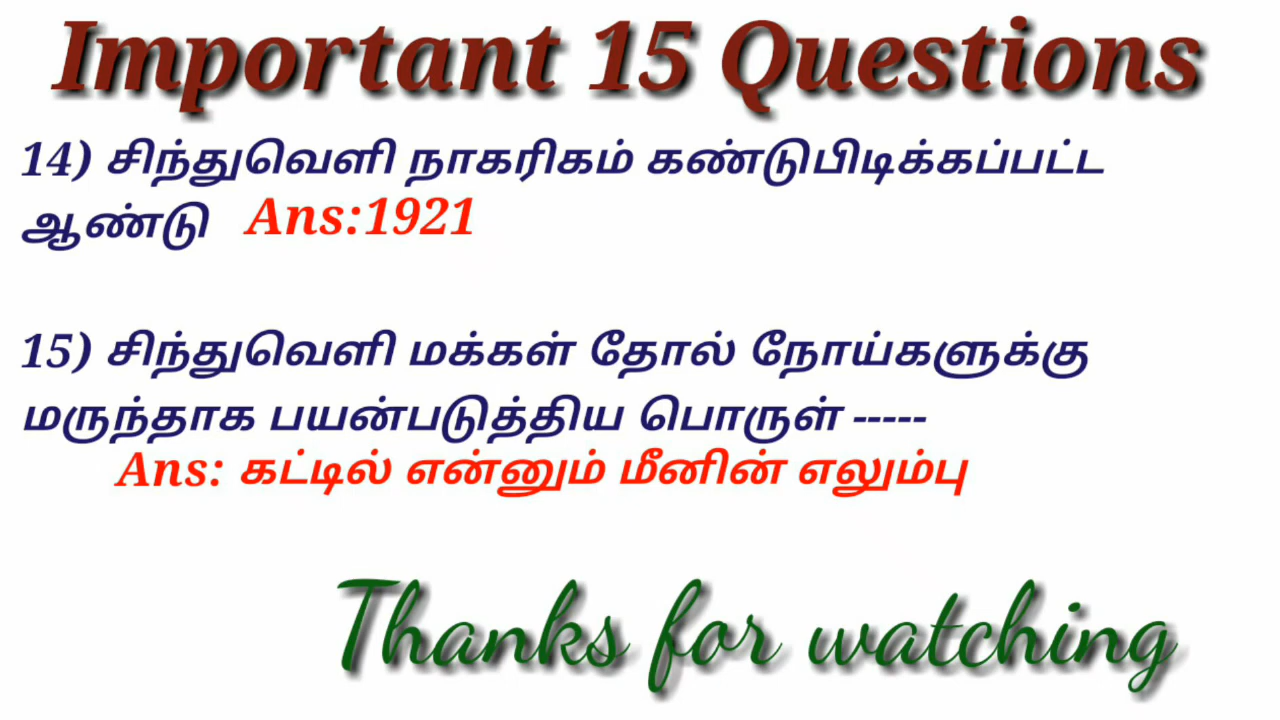 Important 15 Questions
14) சிந்துவெளி நாகரிகம் கண்டுபிடிக்கப்பட்ட
ஆண்டு Ans:1921
15) சிந்துவெளி மக்கள் தோல் நோய்களுக்கு
மருந்தாக பயன்படுத்திய பொருள் -----
Ans: கட்டில் என்னும் மீனின் எலும்பு
Thanks for watching